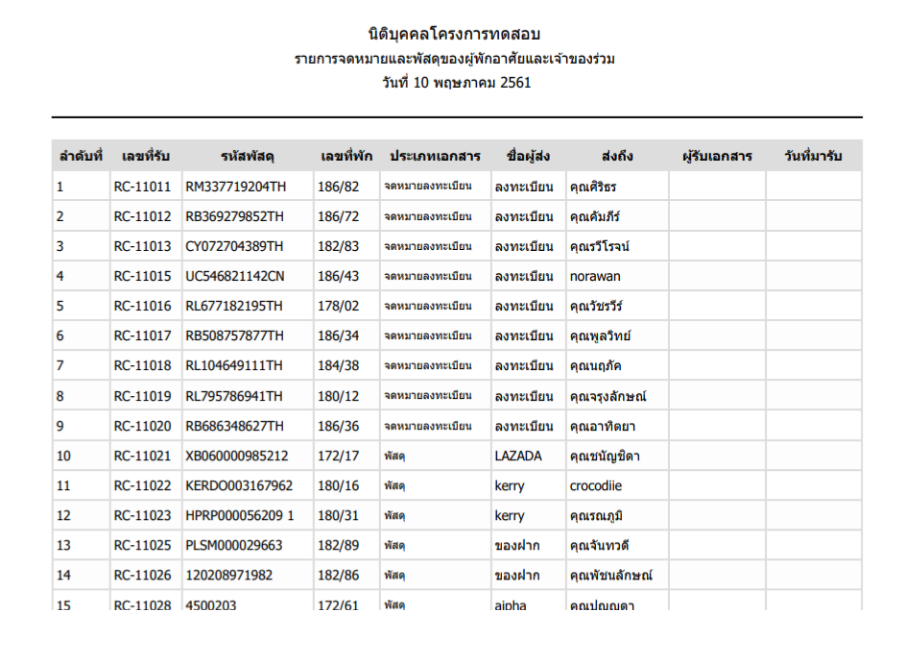 นิติบุคคลโครงการทดสอบ
รายการจดหมายและพัสดุของผู้พักอาศัยและเจ้าของร่วม
วันที่ 10 พฤษภาคม 2561
ลำดับที่ เลขที่รับ รหัสพัสดุ เลขที่พัก ประเภทเอกสาร ชื่อผู้ส่ง ส่งถึง ผู้รับเอกสาร วันที่มารับ
1 RC-11011 RM337719204TH 186/82 จดหมายลงทะเบียน ลงทะเบียน คุณศิริธร
2 RC-11012 RB369279852TH 186/72 จดหมายลงทะเบียน ลงทะเบียน คุณคัมภีร์
3 RC-11013 CY072704389TH 182/83 จดหมายลงทะเบียน ลงทะเบียน คุณรวีโรจน์
4 RC-11015 UC546821142CN 186/43 จดหมายลงทะเบียน ลงทะเบียน norawan
5 RC-11016 RL677182195TH 178/02 จดหมายลงทะเบียน ลงทะเบียน คุณวัชรวีร์
6 RC-11017 RB508757877TH 186/34 จดหมายลงทะเบียน ลงทะเบียน คุณพูลวิทย์
7 RC-11018 RL104649111TH 184/38 จดหมายลงทะเบียน ลงทะเบียน คุณนฤภัค
8 RC-11019 RL795786941TH 180/12 จดหมายลงทะเบียน ลงทะเบียน คุณจรุงลักษณ์
9 RC-11020 RB686348627TH 186/36 จดหมายลงทะเบียน ลงทะเบียน คุณอาทิตยา
10 RC-11021 XB060000985212 172/17 พัสดุ LAZADA คุณชนัญชิดา
11 RC-11022 KERDO003167962 180/16 พัสดุ kerry crocodiie
12 RC-11023 HPRP000056209 1 180/31 พัสดุ kerry คุณรณภูมิ
13 RC-11025 PLSM000029663 182/89 พัสดุ ของฝาก คุณจันทวดี
14 RC-11026 120208971982 182/86 พัสดุ ของฝาก คุณพัชนลักษณ์
15 RC-11028 4500203 172/61 พัสดุ aipha